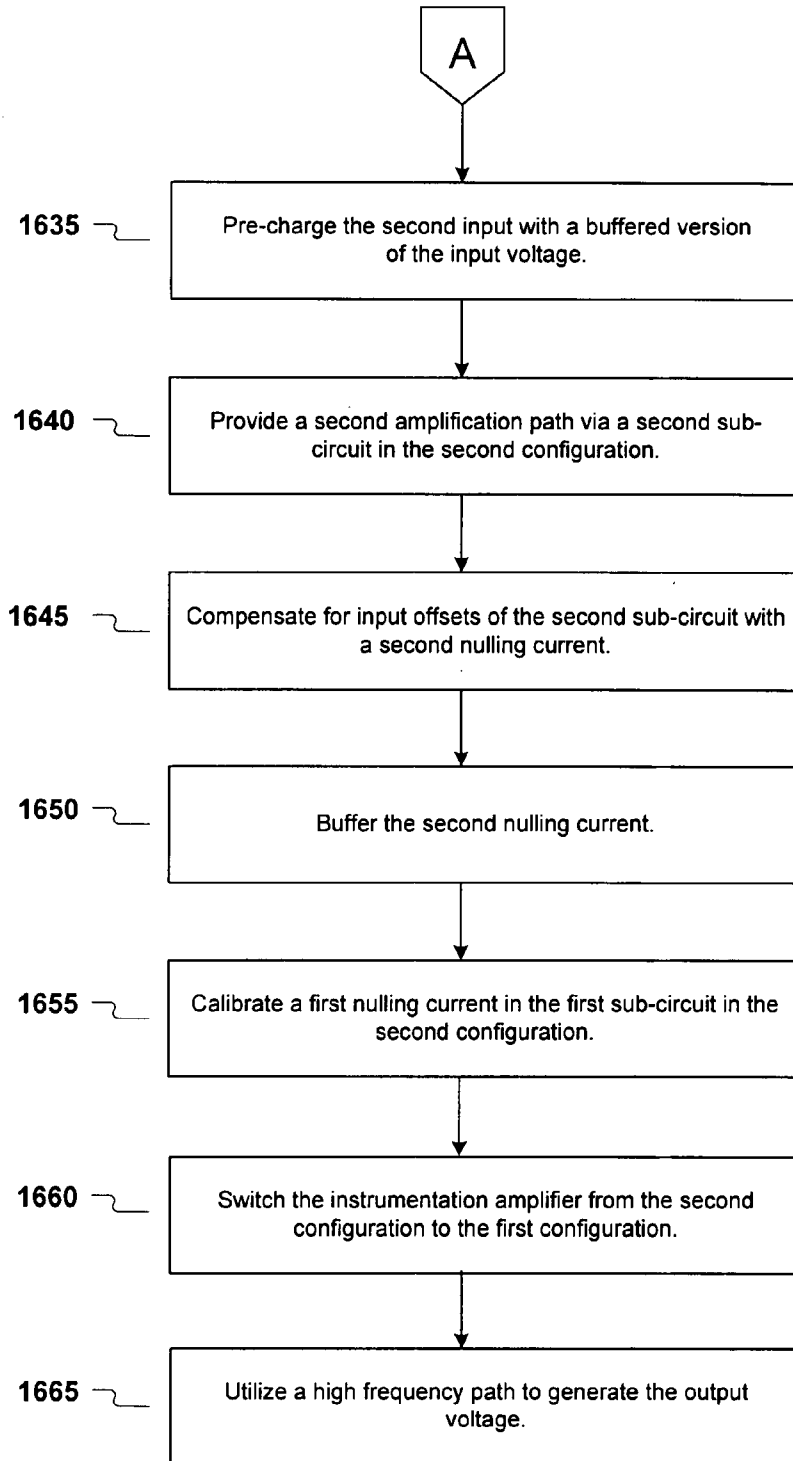 A
1635
Pre-charge the second input with a buffered version
of the input voltage.
1640
Provide a second amplification path via a second sub-
circuit in the second configuration.
1645
Compensate for input offsets of the second sub-circuit with
a second nulling current.
1650
Buffer the second nulling current.
1655
Calibrate a first nulling current in the first sub-circuit in the
second configuration.
1660
Switch the instrumentation amplifier from the second
configuration to the first configuration.
1665
Utilize a high frequency path to generate the output
voltage.